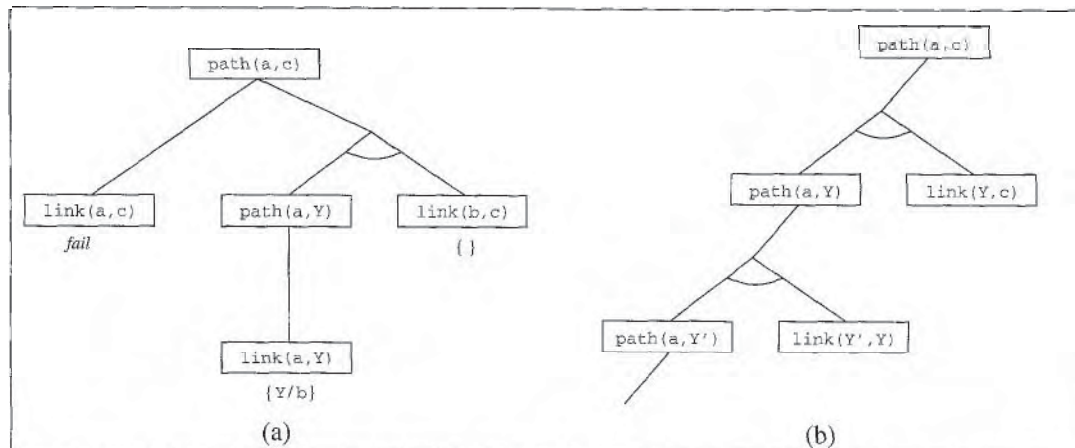 path(a,c)
link(a,c)
fail
path(a,Y)
link(b,c)
{ }
link(a,Y)
{Y/b}
(a)
path(a,c)
path(a,Y)
link(Y,c)
path(a,Y')
link(Y',Y)
(b)